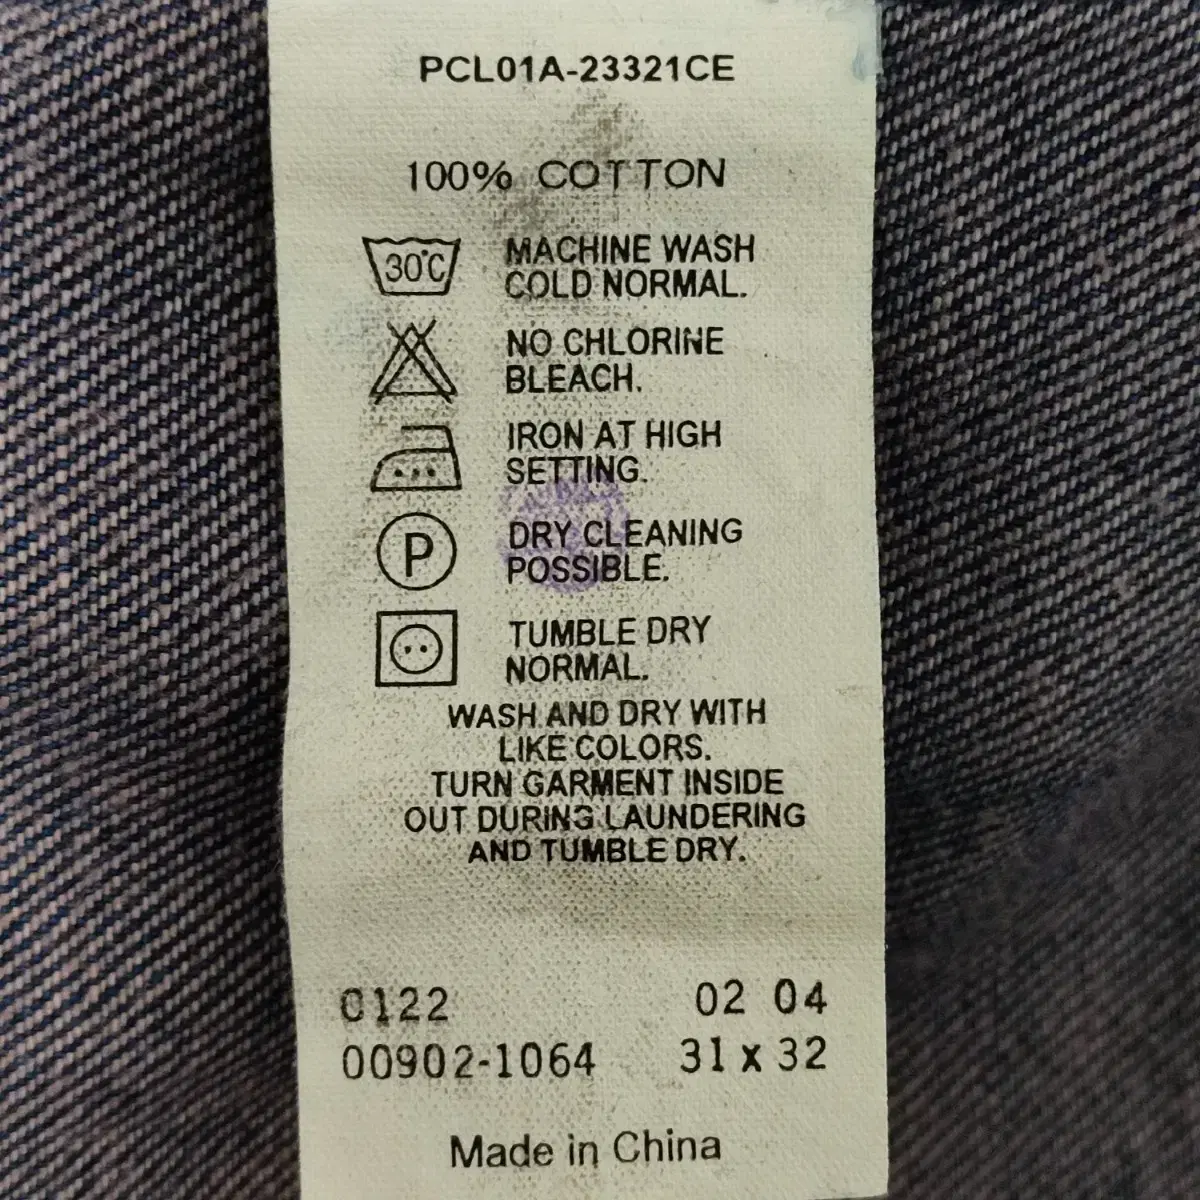 PCL01A-23321CE
100% COTTON
30°C MACHINE WASH
COLD NORMAL.
NO CHLORINE
BLEACH.
IRON AT HIGH
SETTING.
P DRY CLEANING
POSSIBLE.
TUMBLE DRY
NORMAL.
WASH AND DRY WITH
LIKE COLORS.
TURN GARMENT INSIDE
OUT DURING LAUNDERING
AND TUMBLE DRY.
0122 02 04
00902-1064 31 x 32
Made in China